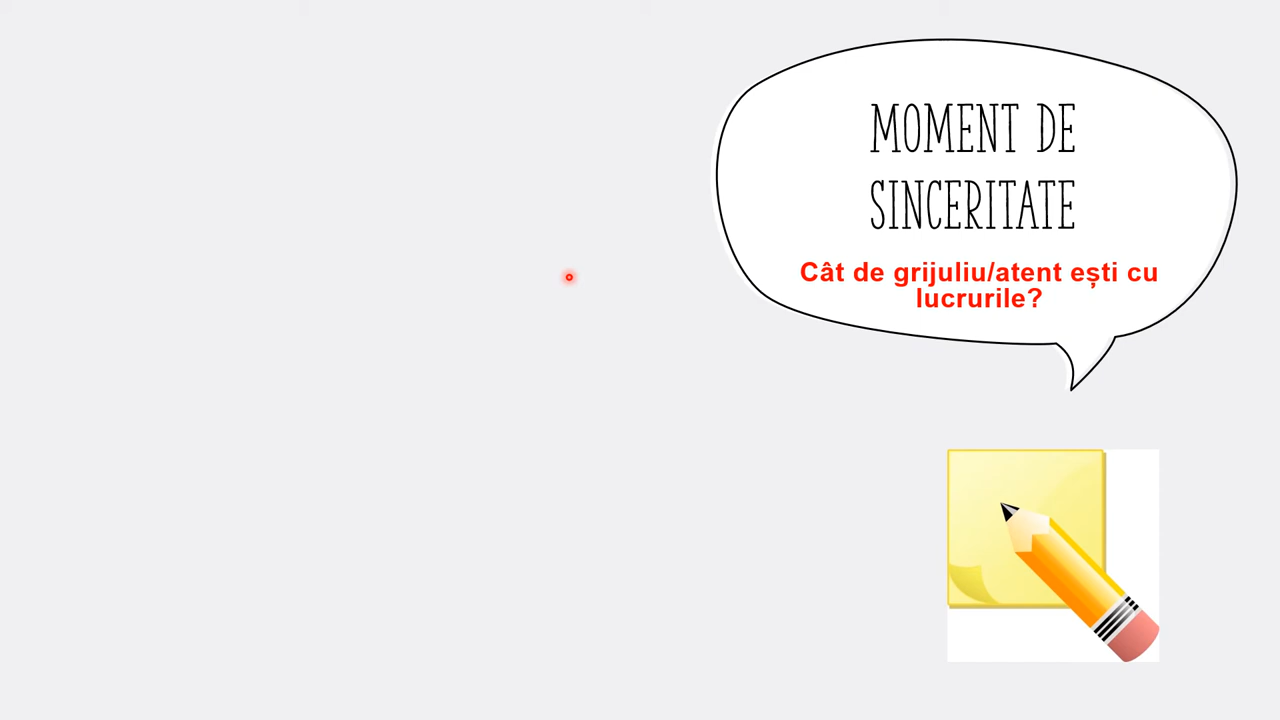 MOMENT DE
SINCERITATE
Cât de grijuliu/atent ești cu
lucrurile?